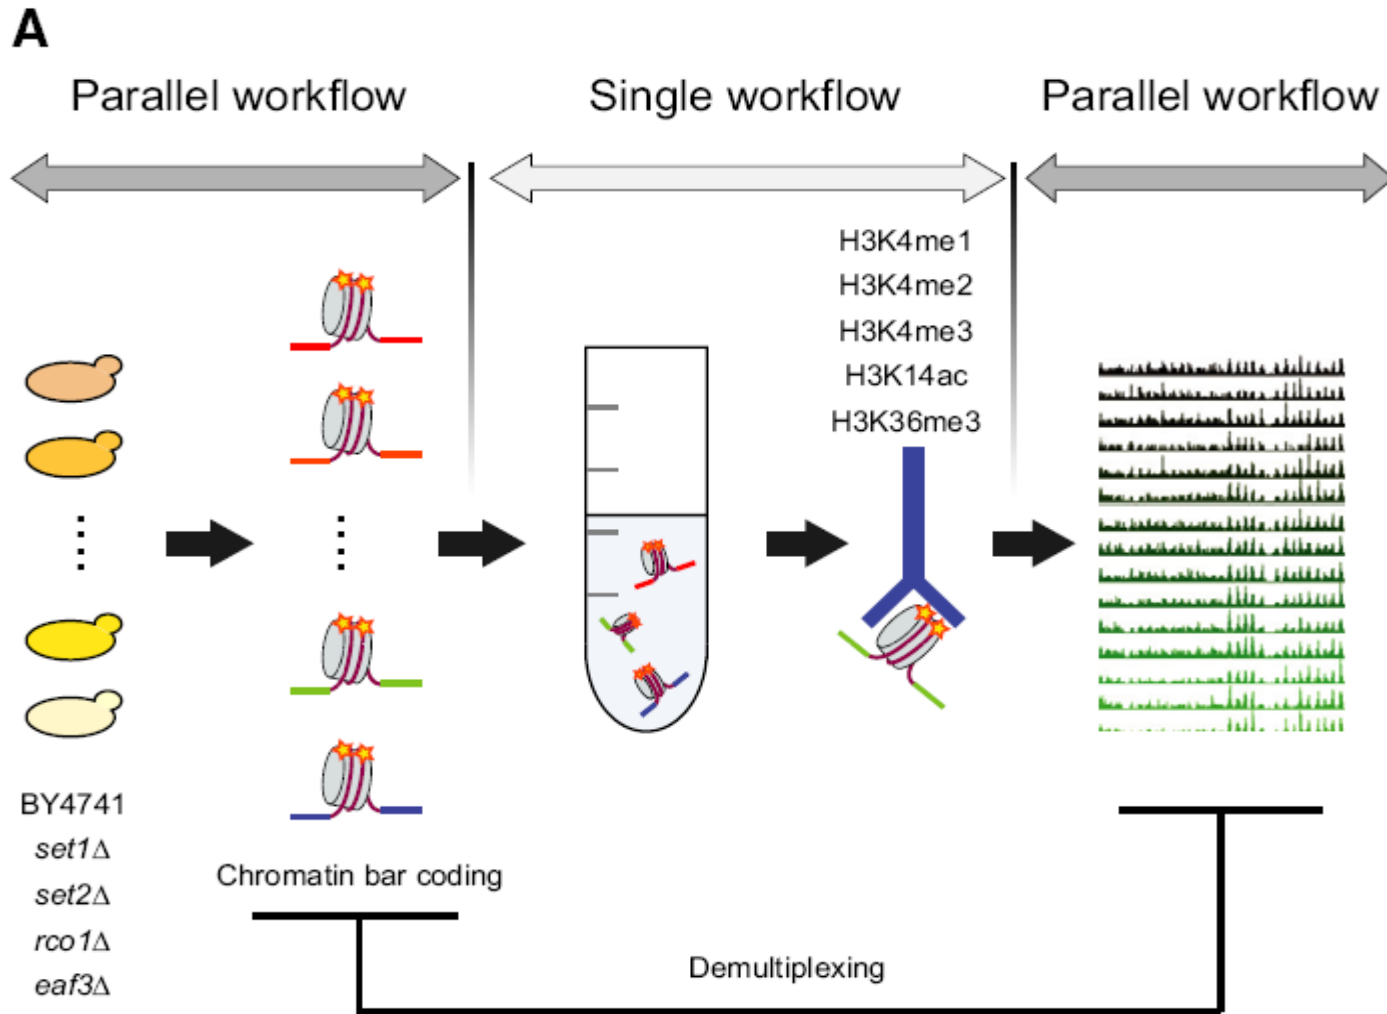 A
Parallel workflow
Single workflow
Parallel workflow
H3K4me1
H3K4me2
H3K4me3
H3K14ac
H3K36me3
BY4741
set1Δ
set2Δ
rco1Δ
eaf3Δ
Chromatin bar coding
Demultiplexing